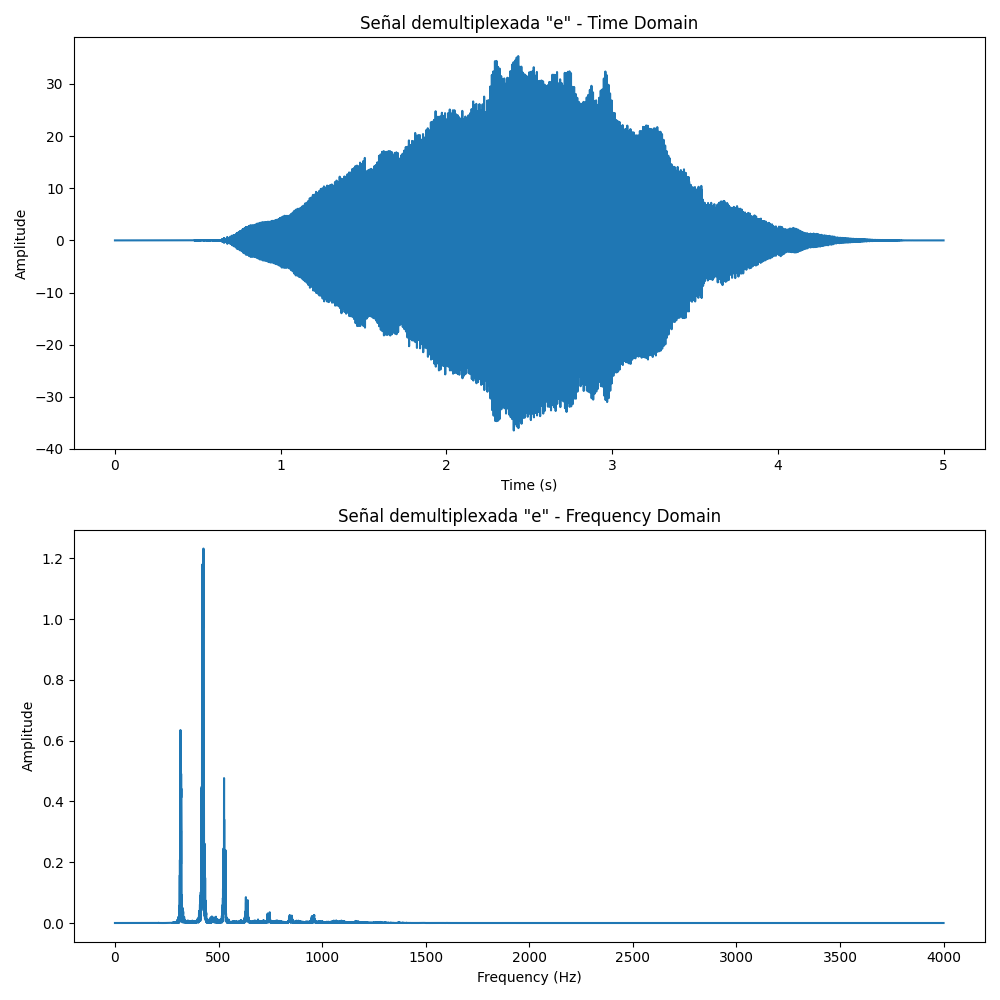 Señal demultiplexada "e" - Time Domain
30
20
10
0
−10
−20
−30
−40
Amplitude
0 1 2 3 4 5
Time (s)
Señal demultiplexada "e" - Frequency Domain
1.2
1.0
0.8
0.6
0.4
0.2
0.0
Amplitude
0 500 1000 1500 2000 2500 3000 3500 4000
Frequency (Hz)